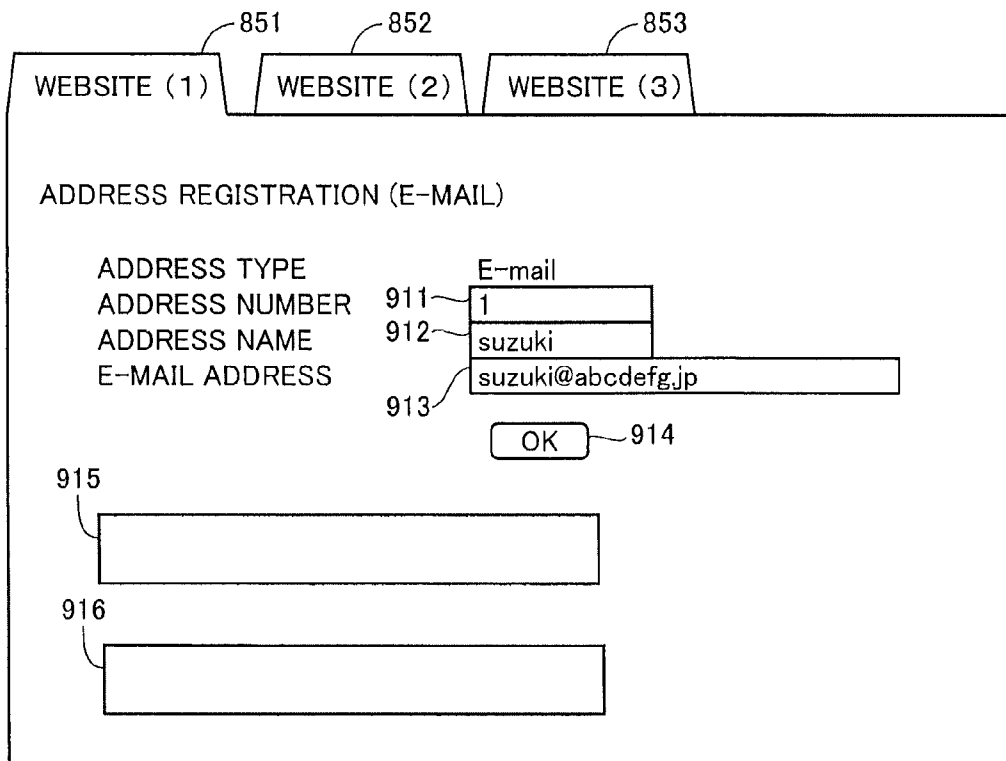 851 852 853
WEBSITE (1) WEBSITE (2) WEBSITE (3)
ADDRESS REGISTRATION (E-MAIL)
ADDRESS TYPE E-mail
ADDRESS NUMBER 911 1
ADDRESS NAME 912 suzuki
E-MAIL ADDRESS suzuki@abcdefg.jp
913
OK 914
915
916